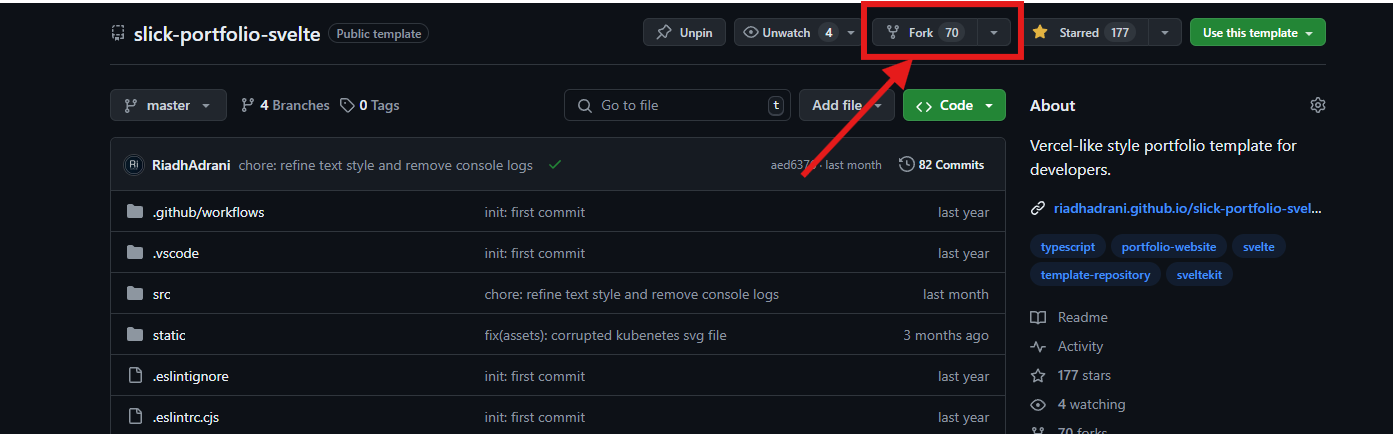 slick-portfolio-svelte Public template Unpin Unwatch 4 Fork 70 Starred 177 Use this template
master 4 Branches 0 Tags Go to file t Add file Code
About
Vercel-like style portfolio template for
developers.
riadhadrani.github.io/slick-portfolio-svel...
typescript portfolio-website svelte
template-repository sveltekit
Readme
Activity
177 stars
4 watching
70 forks
RiadhAdrani chore: refine text style and remove console logs last month 82 Commits
.github/workflows init: first commit last year
.vscode init: first commit last year
src chore: refine text style and remove console logs last month
static fix(assets): corrupted kubenetes svg file 3 months ago
.eslintignore init: first commit last year
.eslintrc.cjs init: first commit last year